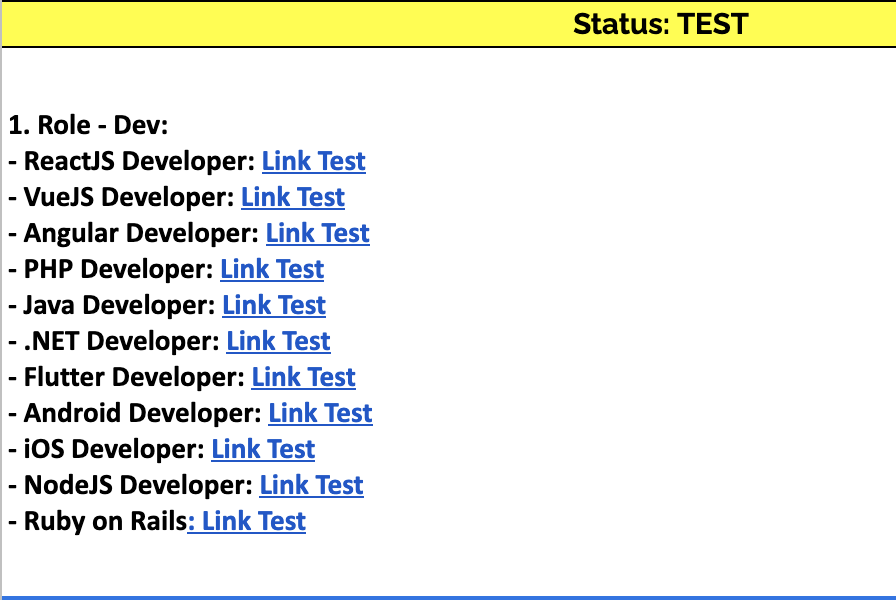 Status: TEST
1. Role - Dev:
- ReactJS Developer: Link Test
- VueJS Developer: Link Test
- Angular Developer: Link Test
- PHP Developer: Link Test
- Java Developer: Link Test
- .NET Developer: Link Test
- Flutter Developer: Link Test
- Android Developer: Link Test
- iOS Developer: Link Test
- NodeJS Developer: Link Test
- Ruby on Rails: Link Test